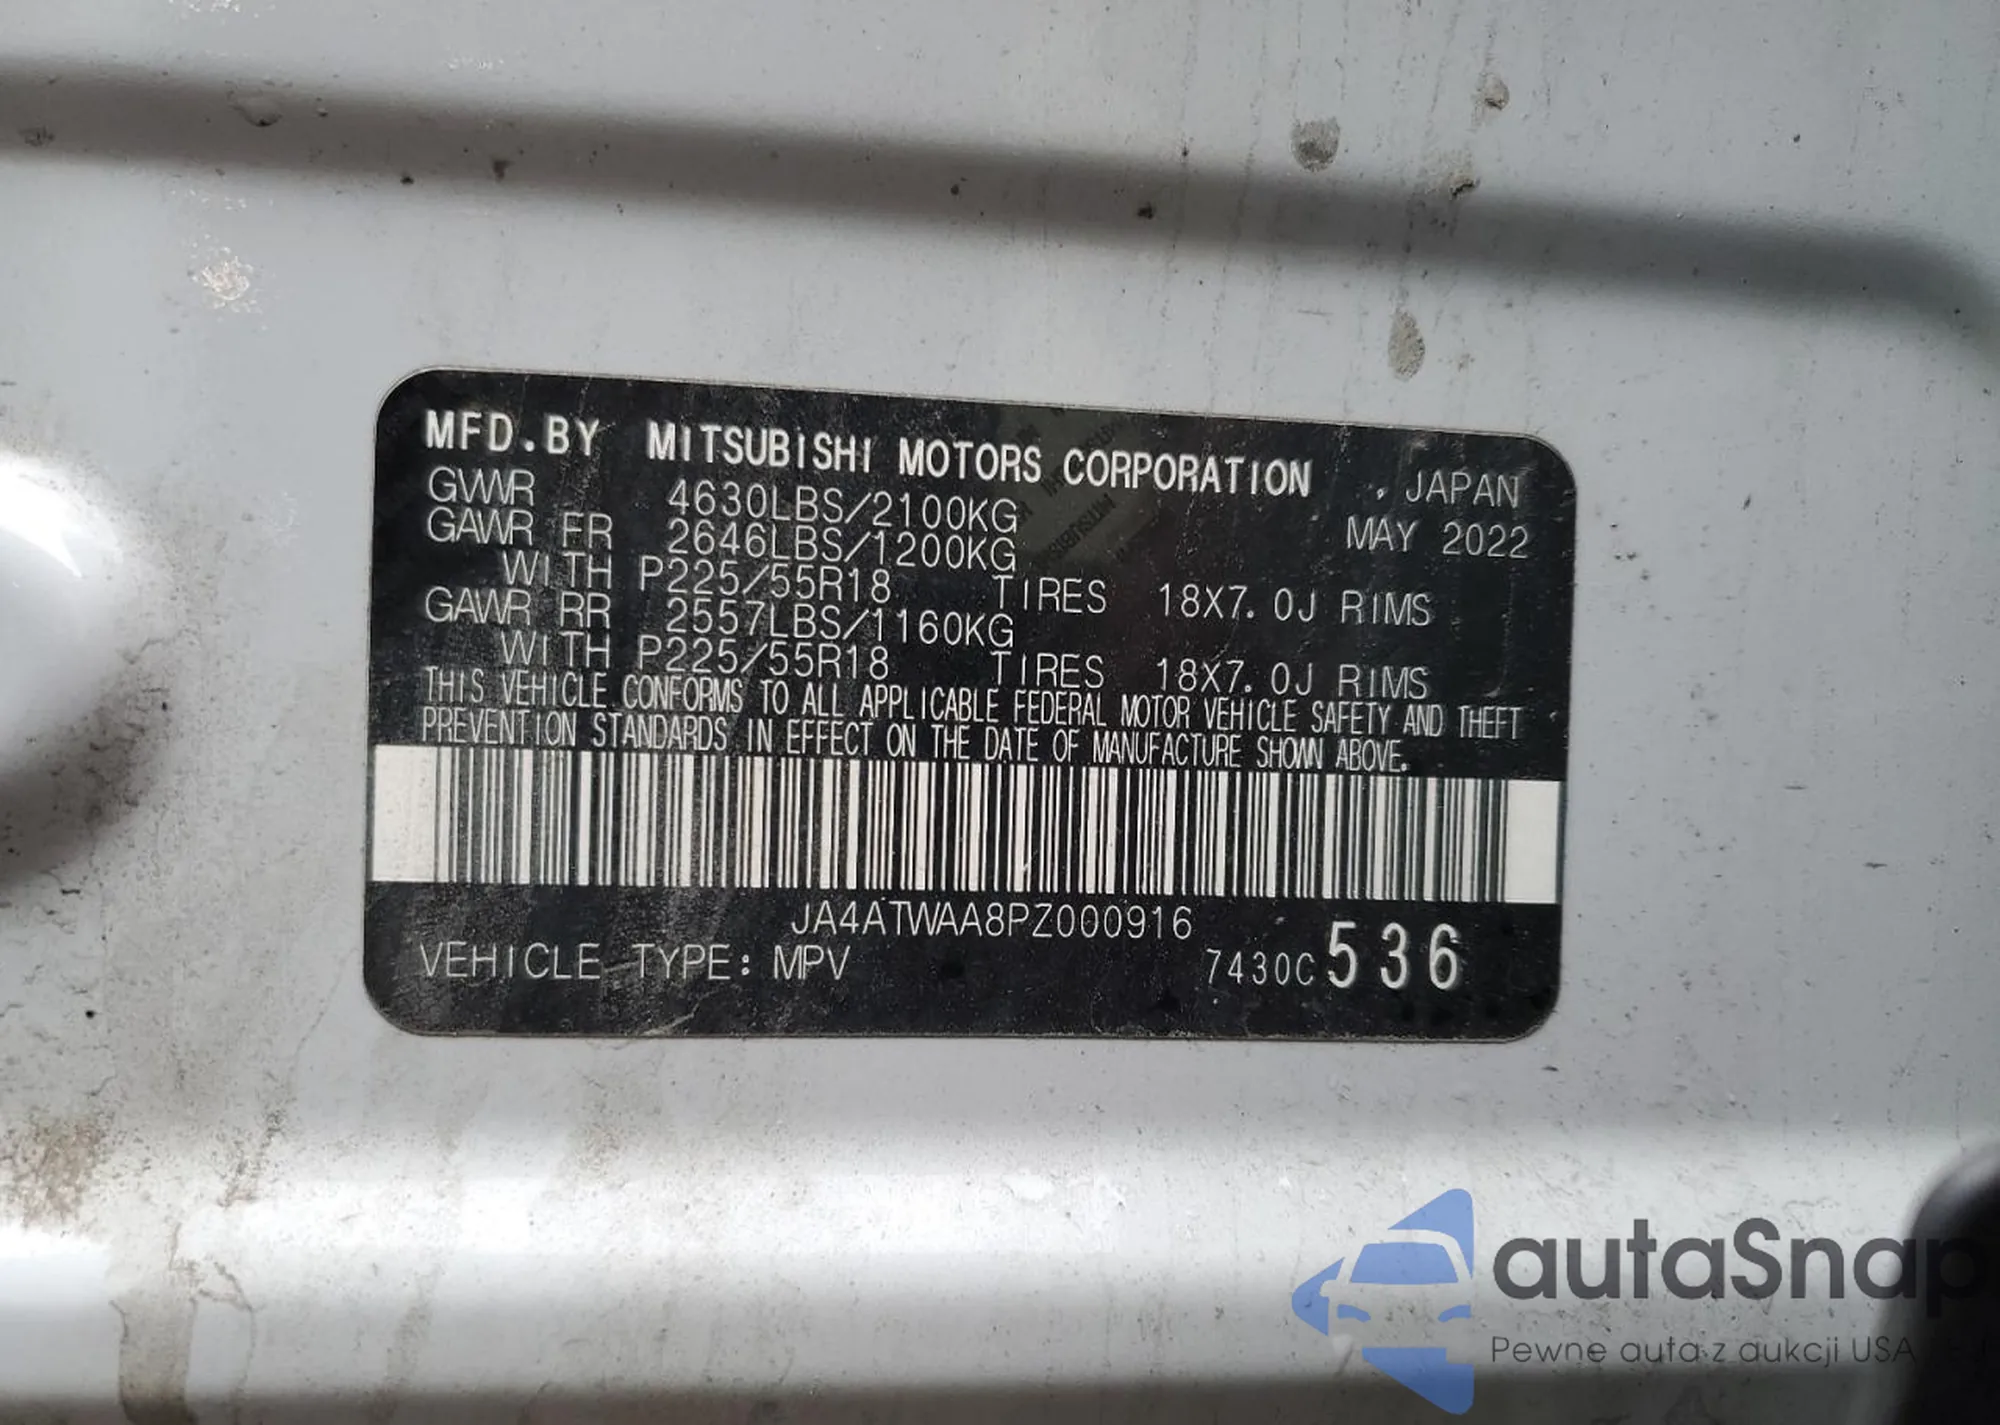 MFD.BY MITSUBISHI MOTORS CORPORATION
JAPAN
GVWR 4630LBS/2100KG
MAY 2022
GAWR FR 2646LBS/1200KG
WITH P225/55R18 TIRES 18X7.0J RIMS
GAWR RR 2557LBS/1160KG
WITH P225/55R18 TIRES 18X7.0J RIMS
THIS VEHICLE CONFORMS TO ALL APPLICABLE FEDERAL MOTOR VEHICLE SAFETY AND THEFT
PREVENTION STANDARDS IN EFFECT ON THE DATE OF MANUFACTURE SHOWN ABOVE.
JA4ATWAA8PZ000916
VEHICLE TYPE: MPV 7430C 536
autaSnap
Pewne auta z aukcji USA